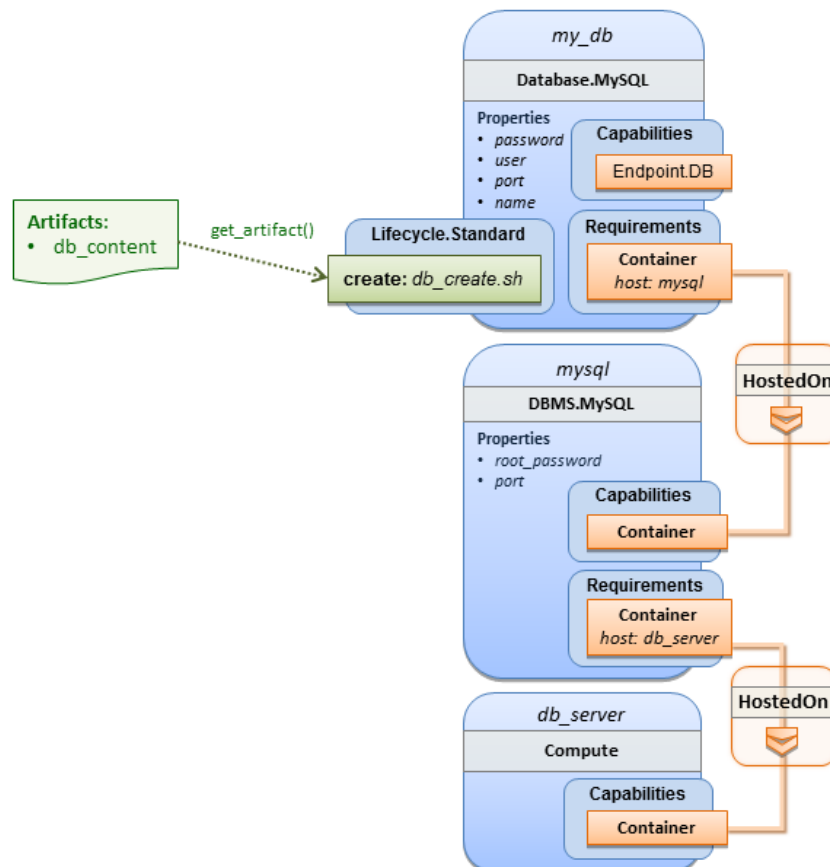 my_db
Database.MySQL
Properties
• password
• user
• port
• name
Capabilities
Endpoint.DB
Requirements
Container
host: mysql
Artifacts:
• db_content
get_artifact()
Lifecycle.Standard
create: db_create.sh
HostedOn
mysql
DBMS.MySQL
Properties
• root_password
• port
Capabilities
Container
Requirements
Container
host: db_server
HostedOn
db_server
Compute
Capabilities
Container